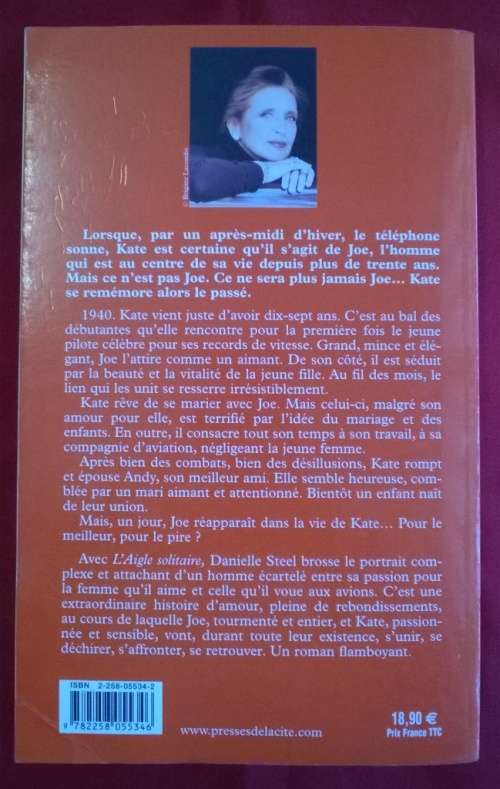 © Brigitte Lacombe
Lorsque, par un après-midi d'hiver, le téléphone
sonne, Kate est certaine qu'il s'agit de Joe, l'homme
qui est au centre de sa vie depuis plus de trente ans.
Mais ce n'est pas Joe. Ce ne sera plus jamais Joe... Kate
se remémore alors le passé.
1940. Kate vient juste d'avoir dix-sept ans. C'est au bal des
débutantes qu'elle rencontre pour la première fois le jeune
pilote célèbre pour ses records de vitesse. Grand, mince et élé-
gant, Joe l'attire comme un aimant. De son côté, il est séduit
par la beauté et la vitalité de la jeune fille. Au fil des mois, le
lien qui les unit se resserre irrésistiblement.
Kate rêve de se marier avec Joe. Mais celui-ci, malgré son
amour pour elle, est terrifié par l'idée du mariage et des
enfants. En outre, il consacre tout son temps à son travail, à sa
compagnie d'aviation, négligeant la jeune femme.
Après bien des combats, bien des désillusions, Kate rompt
et épouse Andy, son meilleur ami. Elle semble heureuse, com-
blée par un mari aimant et attentionné. Bientôt un enfant naît
de leur union.
Mais, un jour, Joe réapparaît dans la vie de Kate... Pour le
meilleur, pour le pire ?
Avec L'Aigle solitaire, Danielle Steel brosse le portrait com-
plexe et attachant d'un homme écartelé entre sa passion pour
la femme qu'il aime et celle qu'il voue aux avions. C'est une
extraordinaire histoire d'amour, pleine de rebondissements,
au cours de laquelle Joe, tourmenté et entier, et Kate, passion-
née et sensible, vont, durant toute leur existence, s'unir, se
déchirer, s'affronter, se retrouver. Un roman flamboyant.
ISBN 2-258-05534-2
9 782258 055346
www.pressesdelacite.com
18,90 €
Prix France TTC